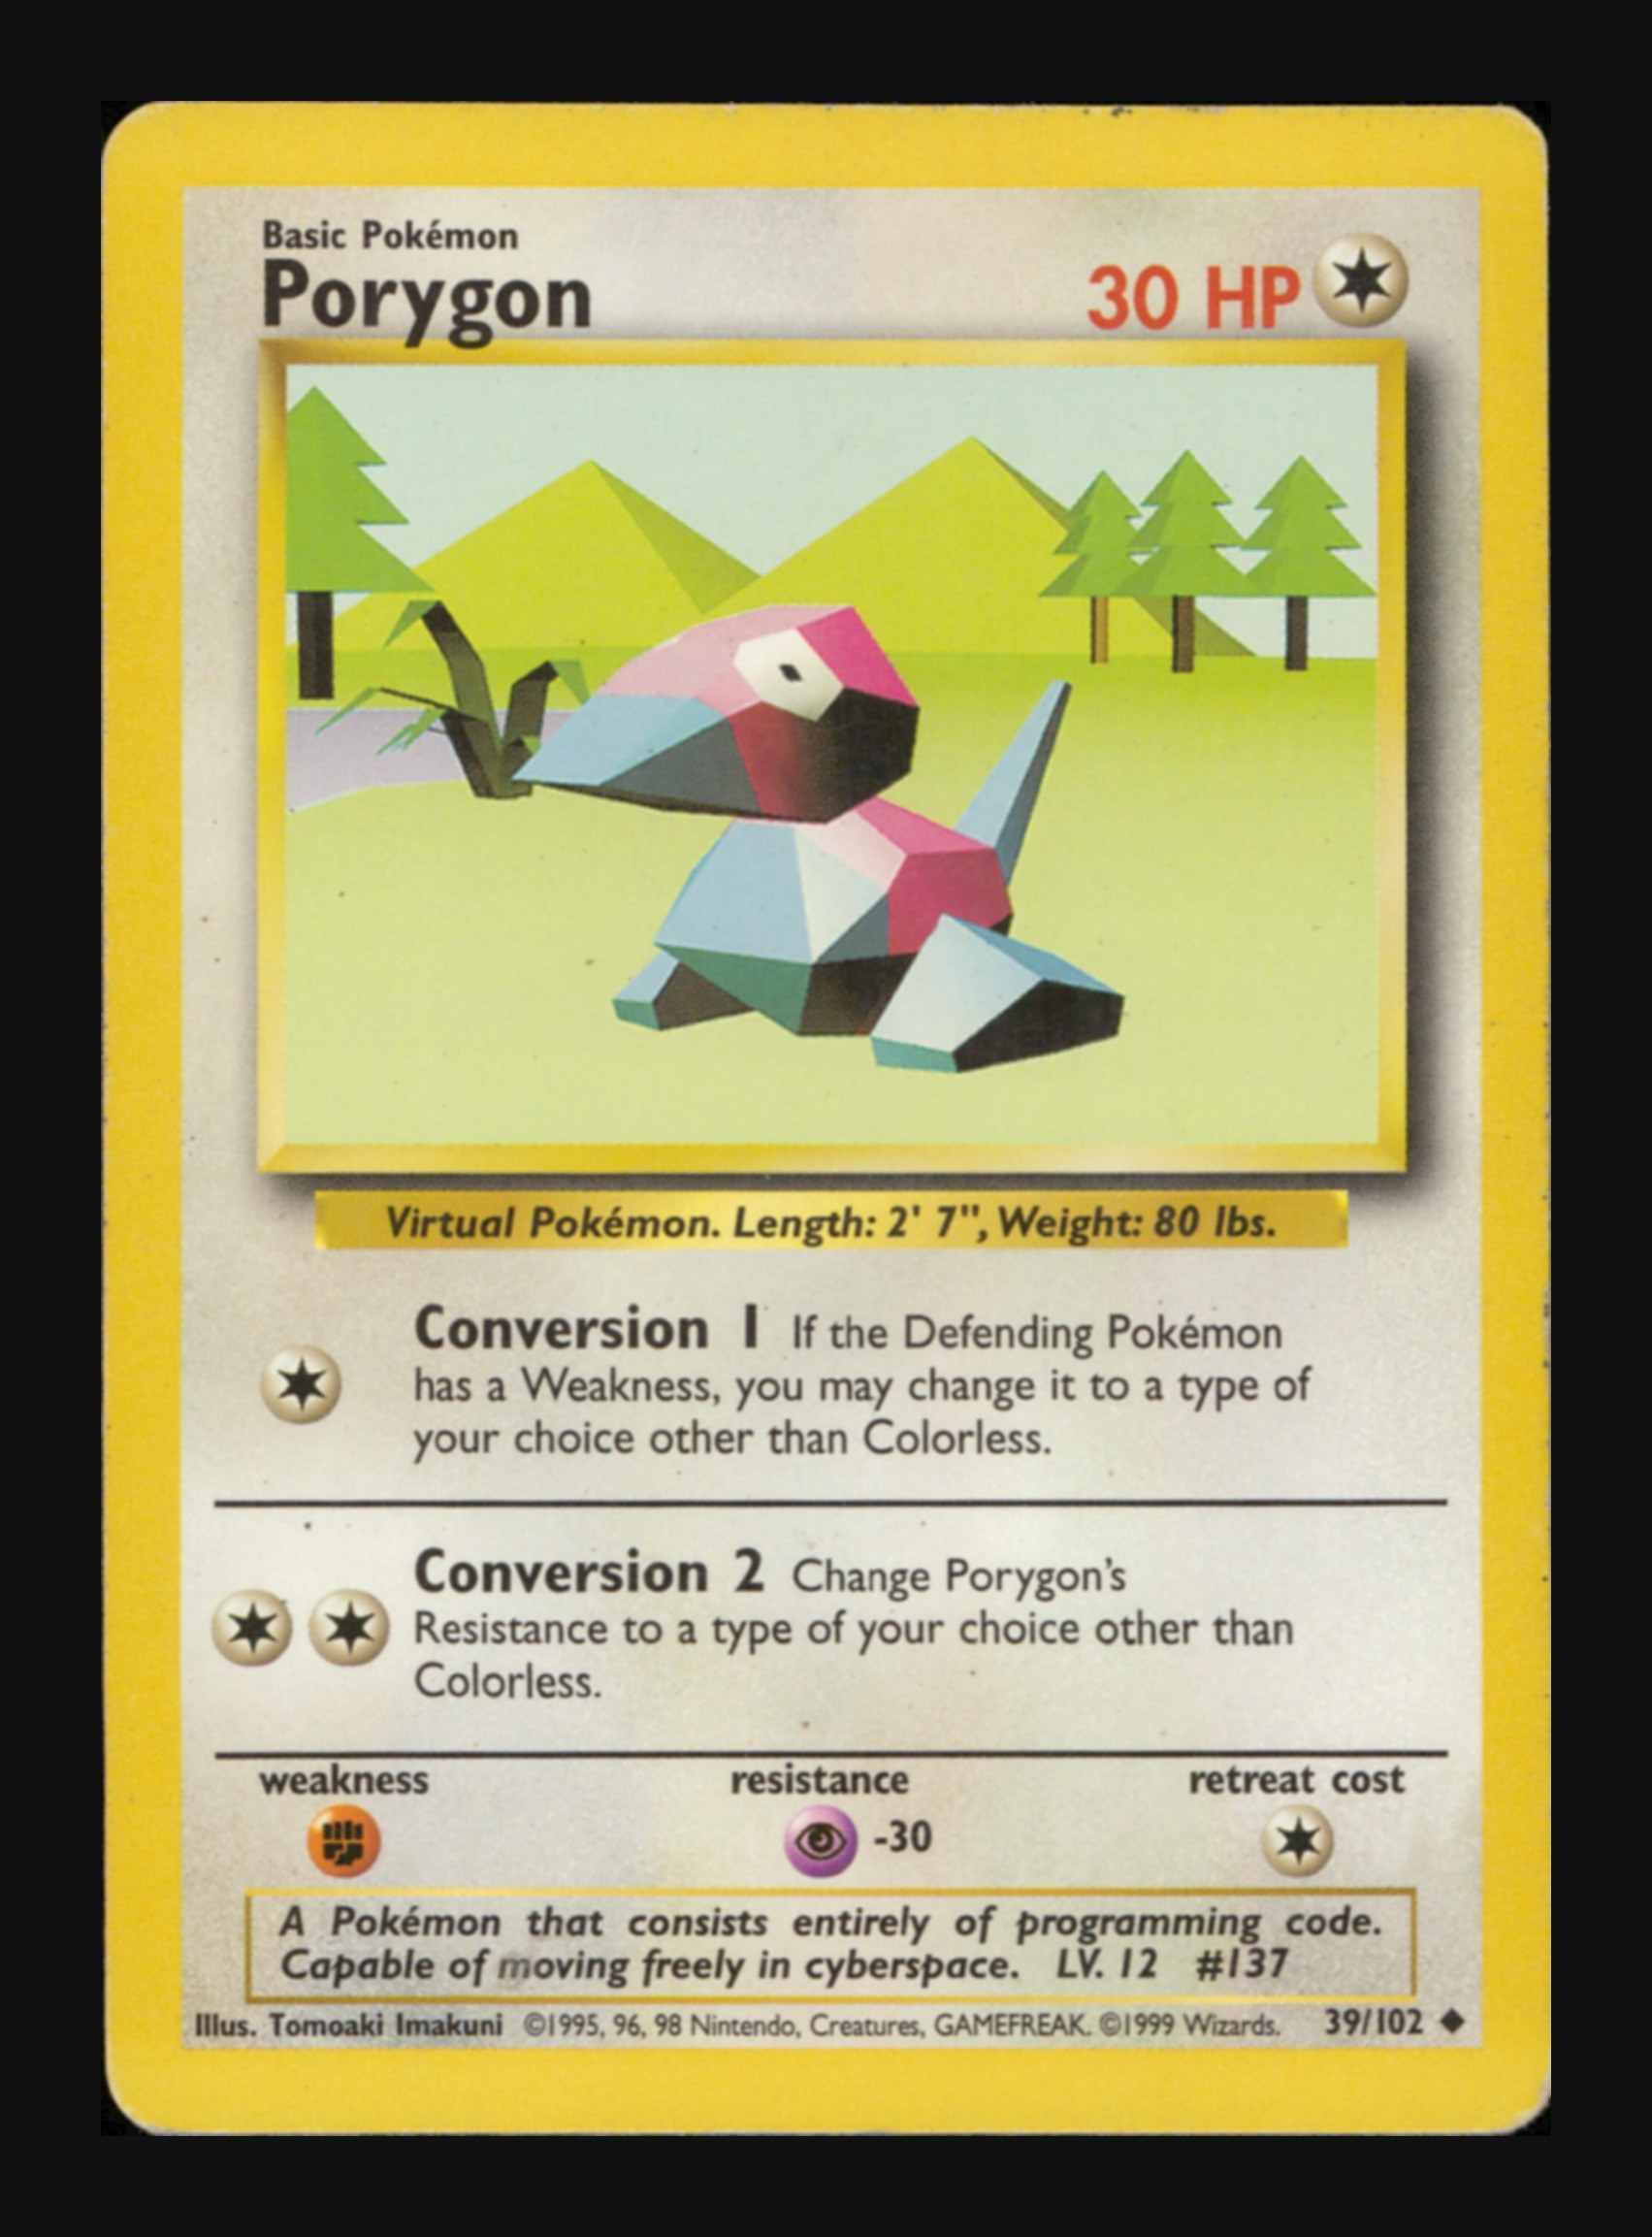 Basic Pokémon
Porygon
30 HP
Virtual Pokémon. Length: 2' 7", Weight: 80 lbs.
Conversion 1 If the Defending Pokémon
has a Weakness, you may change it to a type of
your choice other than Colorless.
Conversion 2 Change Porygon's
Resistance to a type of your choice other than
Colorless.
weakness resistance retreat cost
-30
A Pokémon that consists entirely of programming code.
Capable of moving freely in cyberspace. LV. 12 #137
Illus. Tomoaki Imakuni ©1995, 96, 98 Nintendo, Creatures, GAMEFREAK. ©1999 Wizards. 39/102